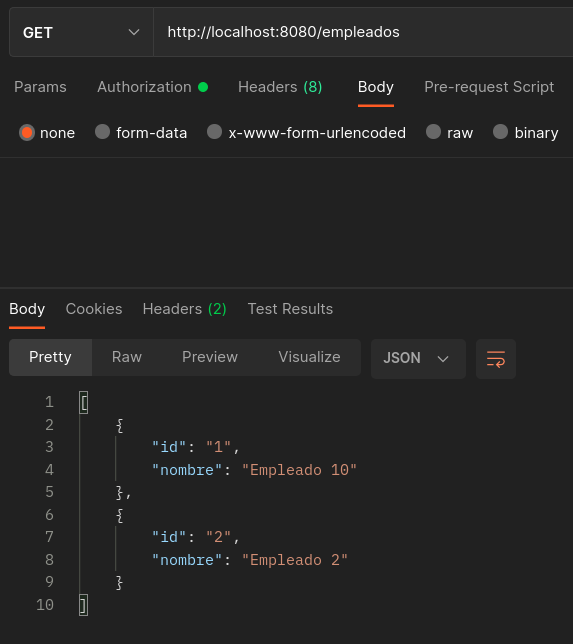 GET http://localhost:8080/empleados
Params Authorization Headers (8) Body Pre-request Script
none form-data x-www-form-urlencoded raw binary
Body Cookies Headers (2) Test Results
Pretty Raw Preview Visualize JSON
1 [
2 {
3 "id": "1",
4 "nombre": "Empleado 10"
5 },
6 {
7 "id": "2",
8 "nombre": "Empleado 2"
9 }
10 ]